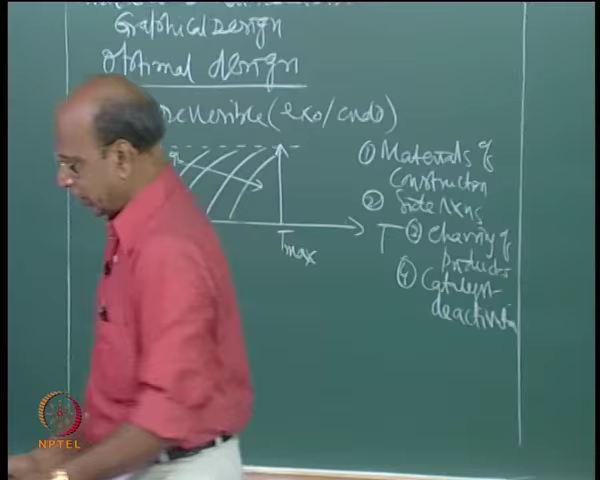 Graphical Design
Optimal design
(exo/endo)
Tmax
T
① Materials of
Construction
② Side rxns
③ Charring of
Products
④ Catalyst
deactivation
NPTEL